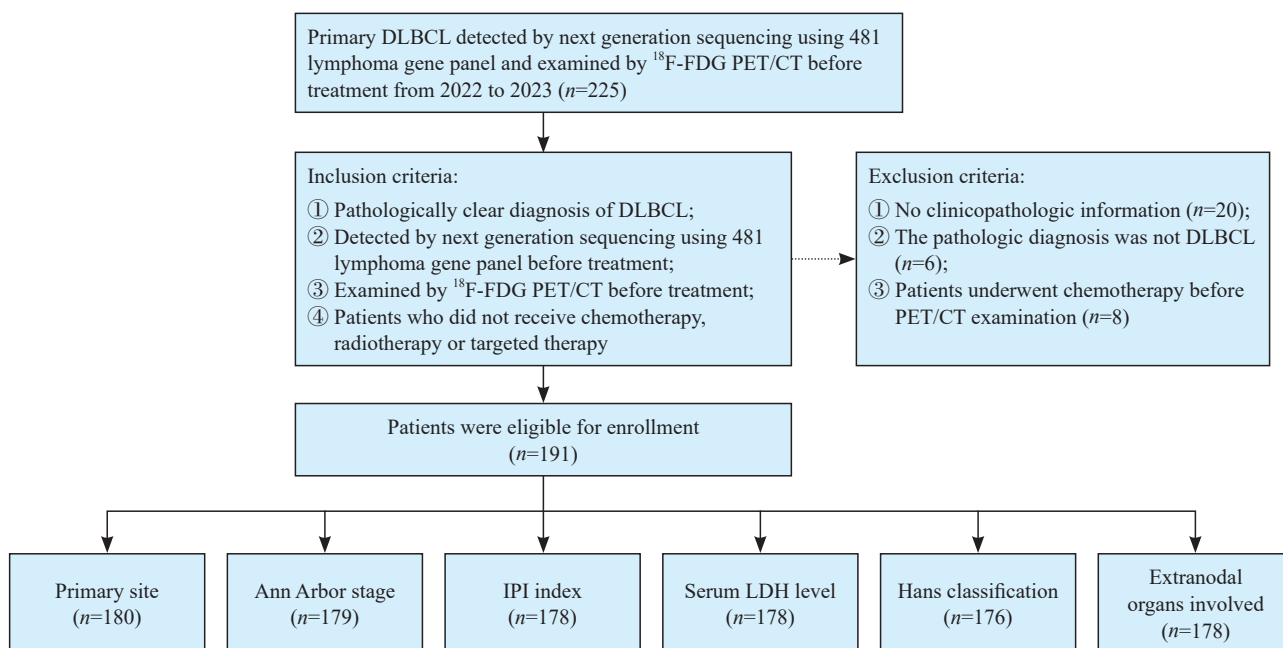 Primary DLBCL detected by next generation sequencing using 481
lymphoma gene panel and examined by ¹⁸F-FDG PET/CT before
treatment from 2022 to 2023 (n=225)
Inclusion criteria:
① Pathologically clear diagnosis of DLBCL;
② Detected by next generation sequencing using 481
lymphoma gene panel before treatment;
③ Examined by ¹⁸F-FDG PET/CT before treatment;
④ Patients who did not receive chemotherapy,
radiotherapy or targeted therapy
Exclusion criteria:
① No clinicopathologic information (n=20);
② The pathologic diagnosis was not DLBCL
(n=6);
③ Patients underwent chemotherapy before
PET/CT examination (n=8)
Patients were eligible for enrollment
(n=191)
Primary site
(n=180)
Ann Arbor stage
(n=179)
IPI index
(n=178)
Serum LDH level
(n=178)
Hans classification
(n=176)
Extranodal
organs involved
(n=178)